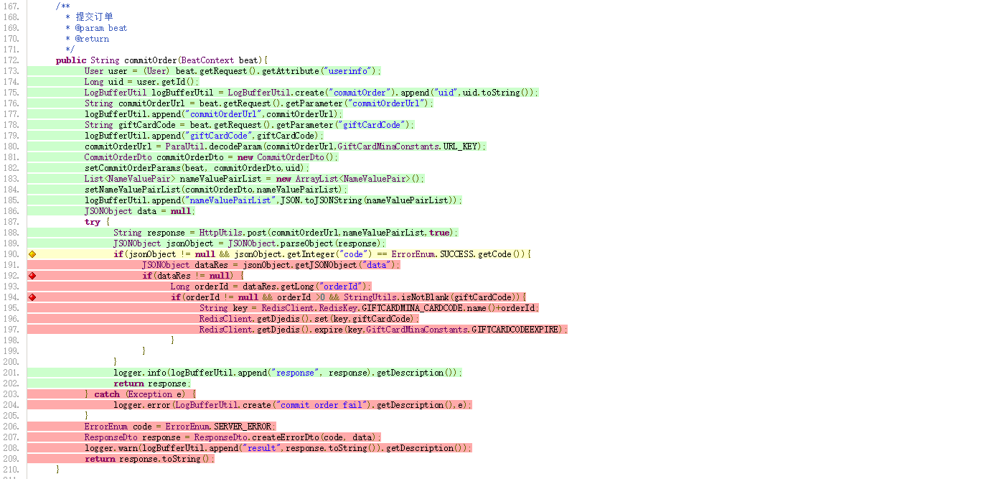 167. /**
168. * 提交订单
169. * @param beat
170. * @return
171. */
172. public String commitOrder(BeatContext beat){
173. User user = (User) beat.getRequest().getAttribute("userinfo");
174. Long uid = user.getId();
175. LogBufferUtil logBufferUtil = LogBufferUtil.create("commitOrder").append("uid",uid.toString());
176. String commitOrderUrl = beat.getRequest().getParameter("commitOrderUrl");
177. logBufferUtil.append("commitOrderUrl",commitOrderUrl);
178. String giftCardCode = beat.getRequest().getParameter("giftCardCode");
179. logBufferUtil.append("giftCardCode",giftCardCode);
180. commitOrderUrl = ParaUtil.decodeParam(commitOrderUrl,GiftCardMinaConstants.URL_KEY);
181. CommitOrderDto commitOrderDto = new CommitOrderDto();
182. setCommitOrderParams(beat, commitOrderDto,uid);
183. List<NameValuePair> nameValuePairList = new ArrayList<NameValuePair>();
184. setNameValuePairList(commitOrderDto,nameValuePairList);
185. logBufferUtil.append("nameValuePairList",JSON.toJSONString(nameValuePairList));
186. JSONObject data = null;
187. try {
188. String response = HttpUtils.post(commitOrderUrl,nameValuePairList,true);
189. JSONObject jsonObject = JSONObject.parseObject(response);
190. if(jsonObject != null && jsonObject.getInteger("code") == ErrorEnum.SUCCESS.getCode()){
191. JSONObject dataRes = jsonObject.getJSONObject("data");
192. if(dataRes != null) {
193. Long orderId = dataRes.getLong("orderId");
194. if(orderId != null && orderId >0 && StringUtils.isNotBlank(giftCardCode)){
195. String key = RedisClient.RedisKey.GIFTCARDMINA_CARDCODE.name()+orderId;
196. RedisClient.getDjedis().set(key,giftCardCode);
197. RedisClient.getDjedis().expire(key,GiftCardMinaConstants.GIFTCARDCODEEXPIRE);
198. }
199. }
200. }
201. logger.info(logBufferUtil.append("response", response).getDescription());
202. return response;
203. } catch (Exception e) {
204. logger.error(LogBufferUtil.create("commit order fail").getDescription(),e);
205. }
206. ErrorEnum code = ErrorEnum.SERVER_ERROR;
207. ResponseDto response = ResponseDto.createErrorDto(code, data);
208. logger.warn(logBufferUtil.append("result",response.toString()).getDescription());
209. return response.toString();
210. }